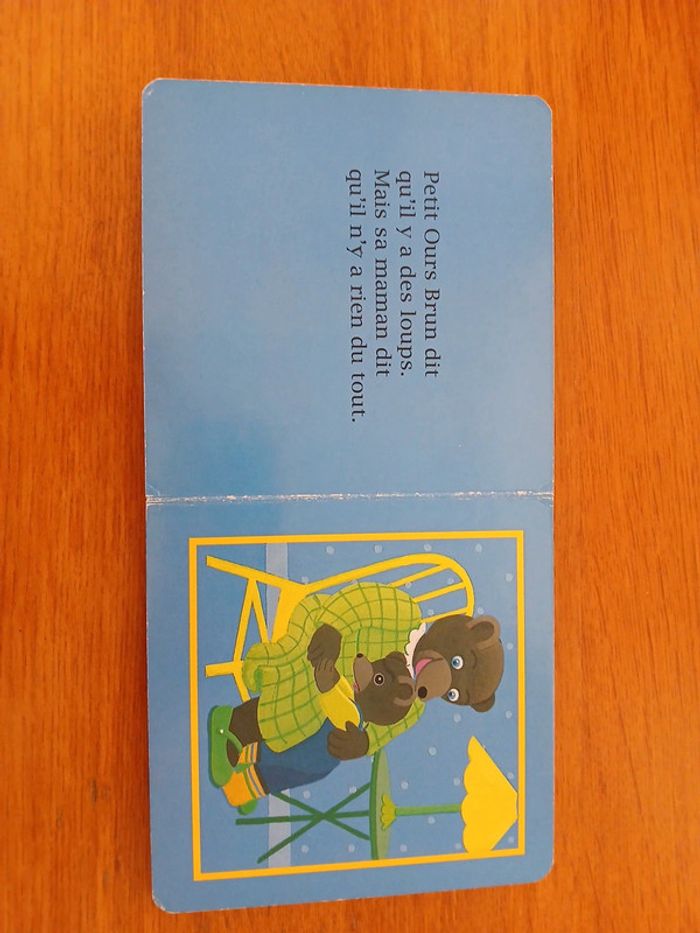 Petit Ours Brun dit
qu'il y a des loups.
Mais sa maman dit
qu'il n'y a rien du tout.